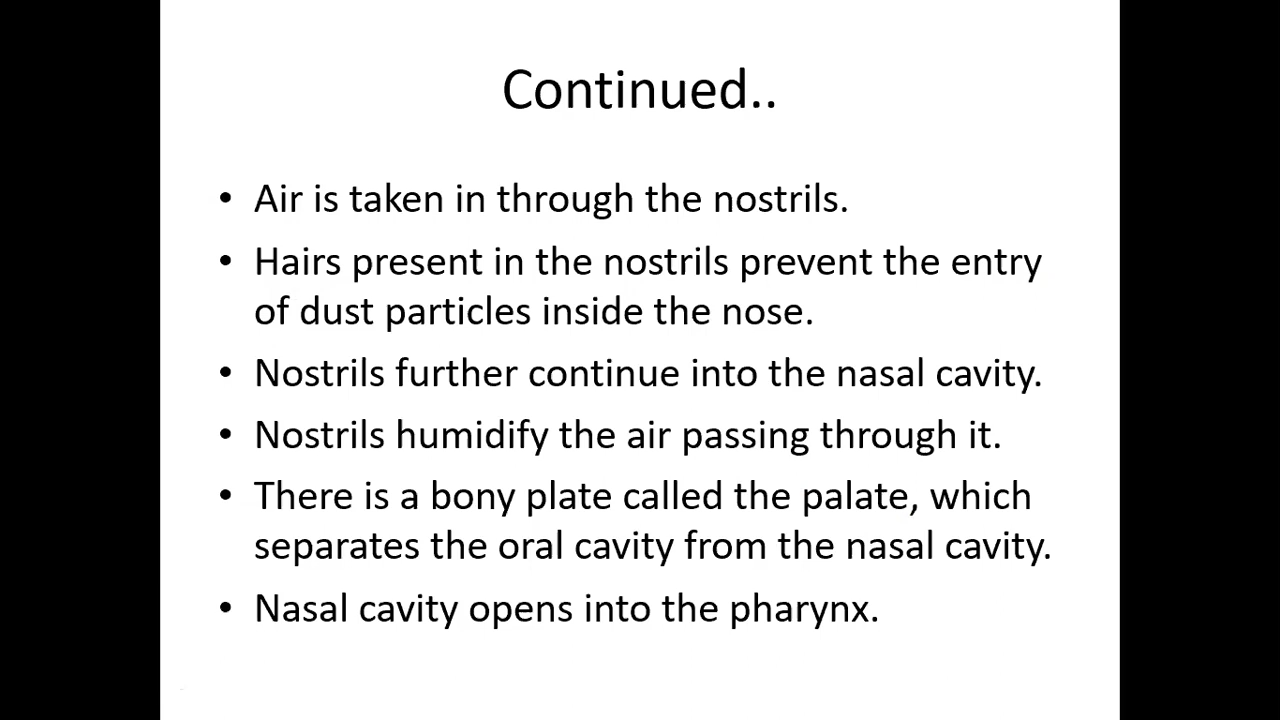 Continued..
• Air is taken in through the nostrils.
• Hairs present in the nostrils prevent the entry
of dust particles inside the nose.
• Nostrils further continue into the nasal cavity.
• Nostrils humidify the air passing through it.
• There is a bony plate called the palate, which
separates the oral cavity from the nasal cavity.
• Nasal cavity opens into the pharynx.